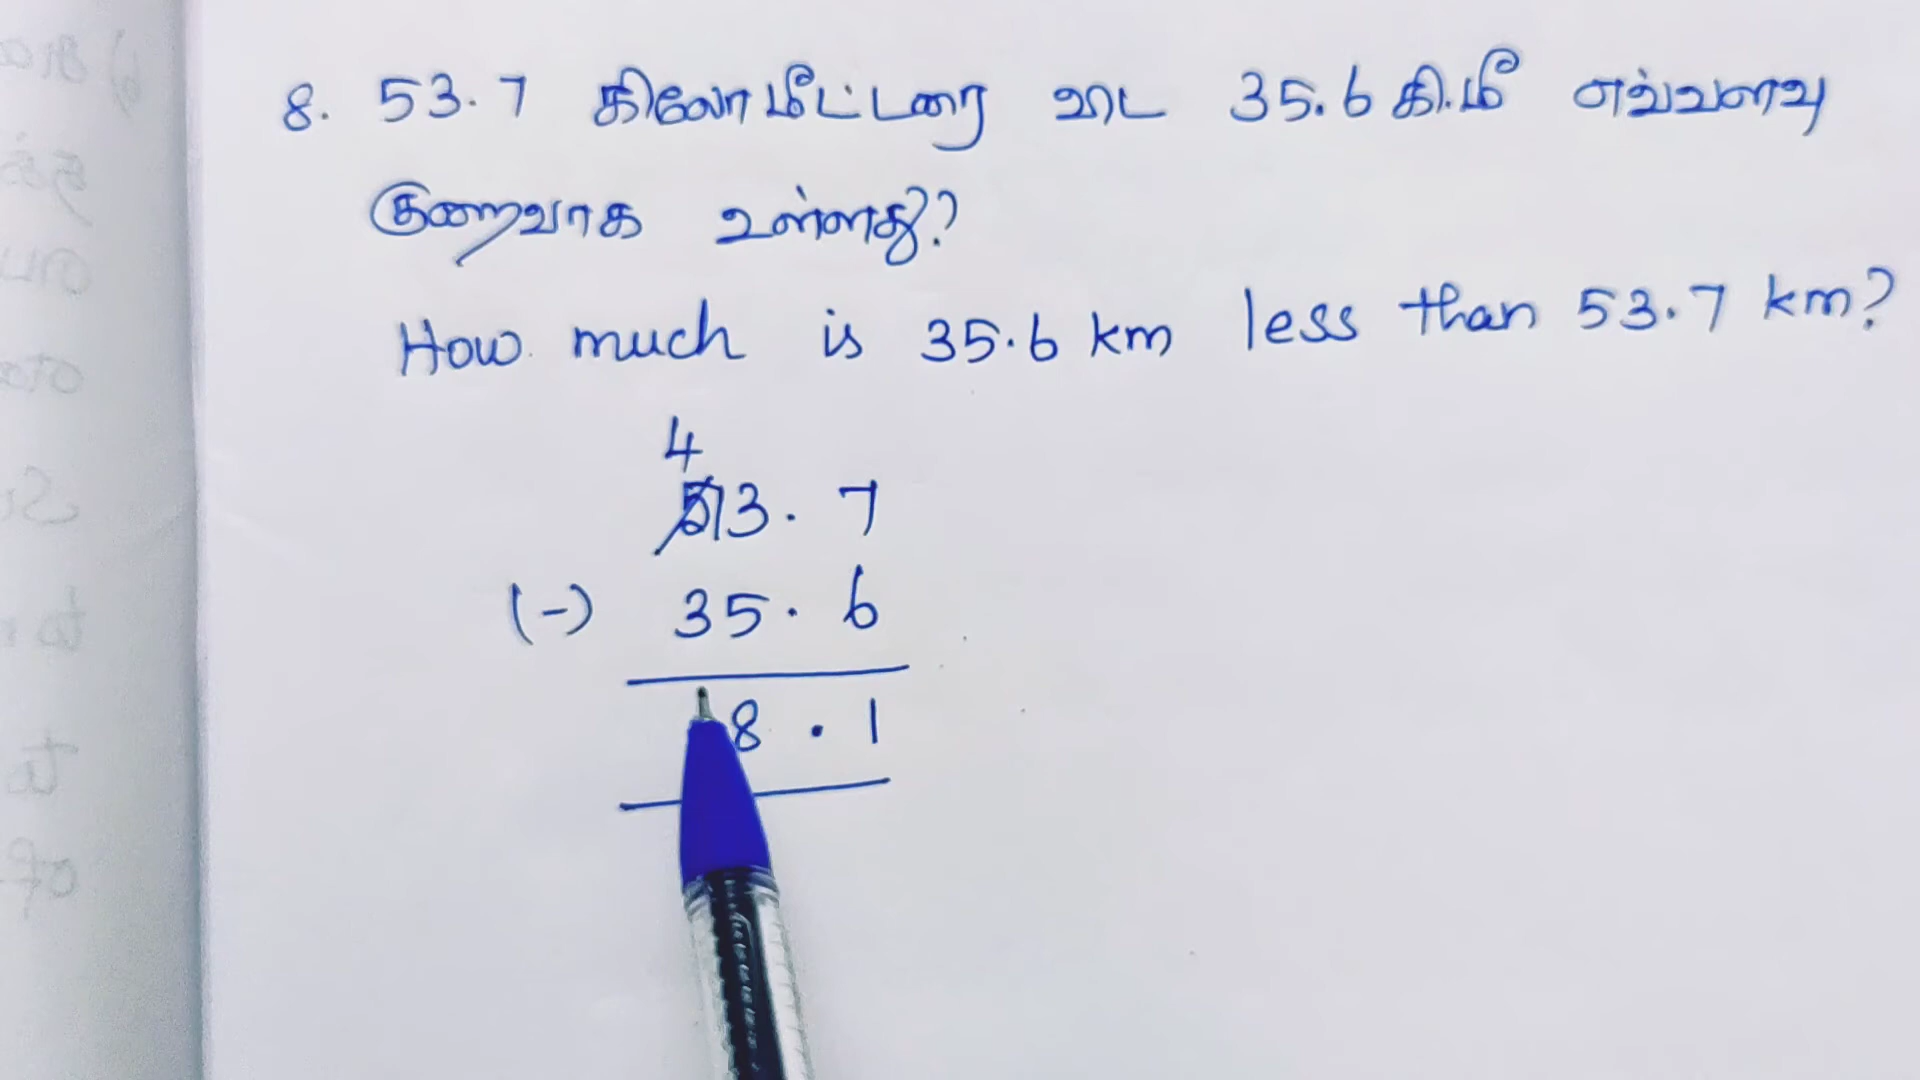 8. 53.7 கிலோமீட்டரை விட 35.6 கி.மீ எவ்வளவு
குறைவாக உள்ளது?
How much is 35.6 km less than 53.7 km?
4
513.7
(-) 35.6
8.1